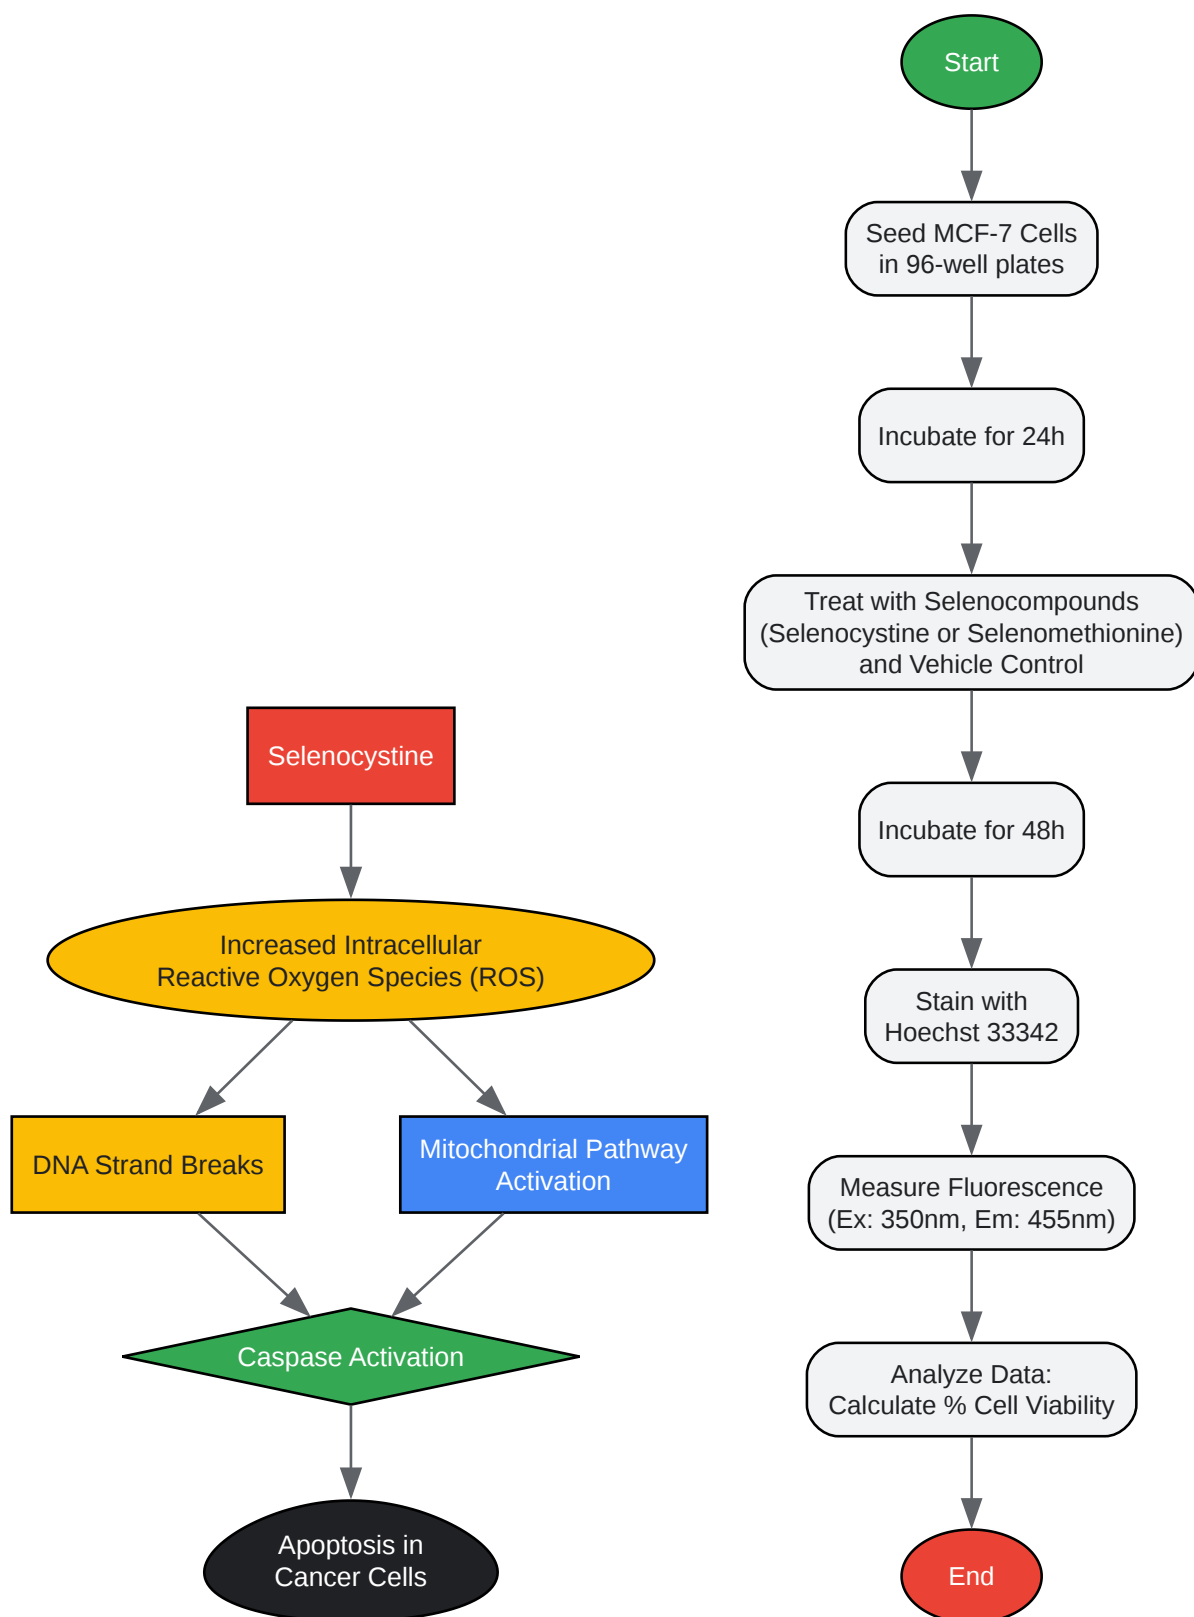 Selenocystine
Increased Intracellular
Reactive Oxygen Species (ROS)
DNA Strand Breaks
Mitochondrial Pathway
Activation
Caspase Activation
Apoptosis in
Cancer Cells
Start
Seed MCF-7 Cells
in 96-well plates
Incubate for 24h
Treat with Selenocompounds
(Selenocystine or Selenomethionine)
and Vehicle Control
Incubate for 48h
Stain with
Hoechst 33342
Measure Fluorescence
(Ex: 350nm, Em: 455nm)
Analyze Data:
Calculate % Cell Viability
End